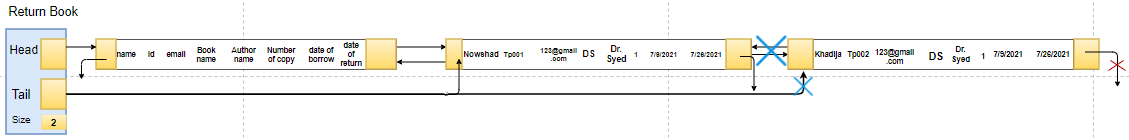 Return Book
Head
name Id email Book name Author name Number of copy date of borrow date of return
Nowshad Tp001 123@gmail.com DS Dr. Syed 1 7/8/2021 7/28/2021
Khadija Tp002 123@gmail.com DS Dr. Syed 1 7/5/2021 7/26/2021
Tail
Size 2